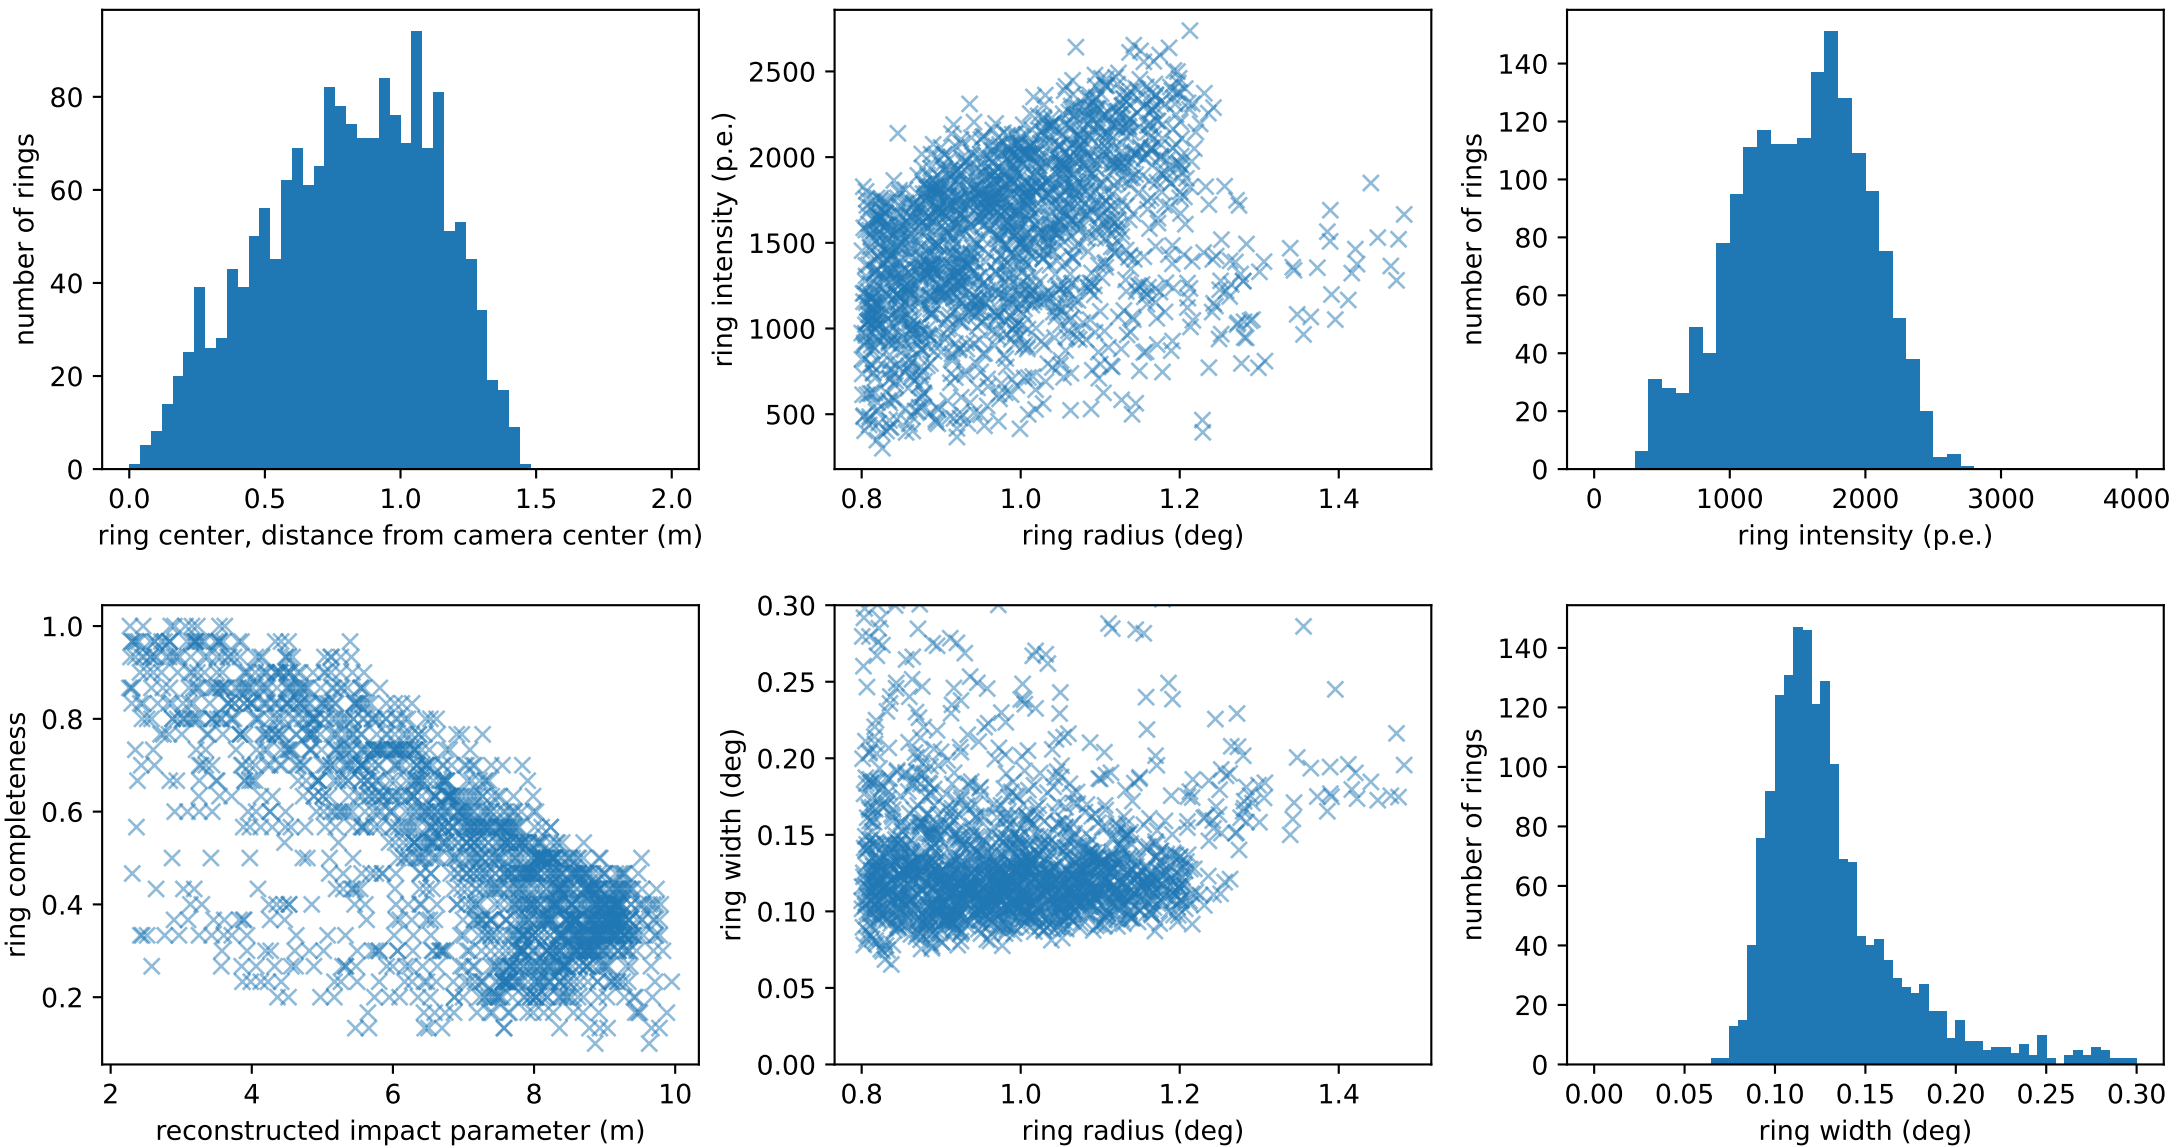 80
60
40
20
0
number of rings
0.0 0.5 1.0 1.5 2.0
ring center, distance from camera center (m)
2500
2000
1500
1000
500
ring intensity (p.e.)
0.8 1.0 1.2 1.4
ring radius (deg)
140
120
100
80
60
40
20
0
number of rings
0 1000 2000 3000 4000
ring intensity (p.e.)
1.0
0.8
0.6
0.4
0.2
ring completeness
2 4 6 8 10
reconstructed impact parameter (m)
0.30
0.25
0.20
0.15
0.10
0.05
0.00
ring width (deg)
0.8 1.0 1.2 1.4
ring radius (deg)
140
120
100
80
60
40
20
0
number of rings
0.00 0.05 0.10 0.15 0.20 0.25 0.30
ring width (deg)